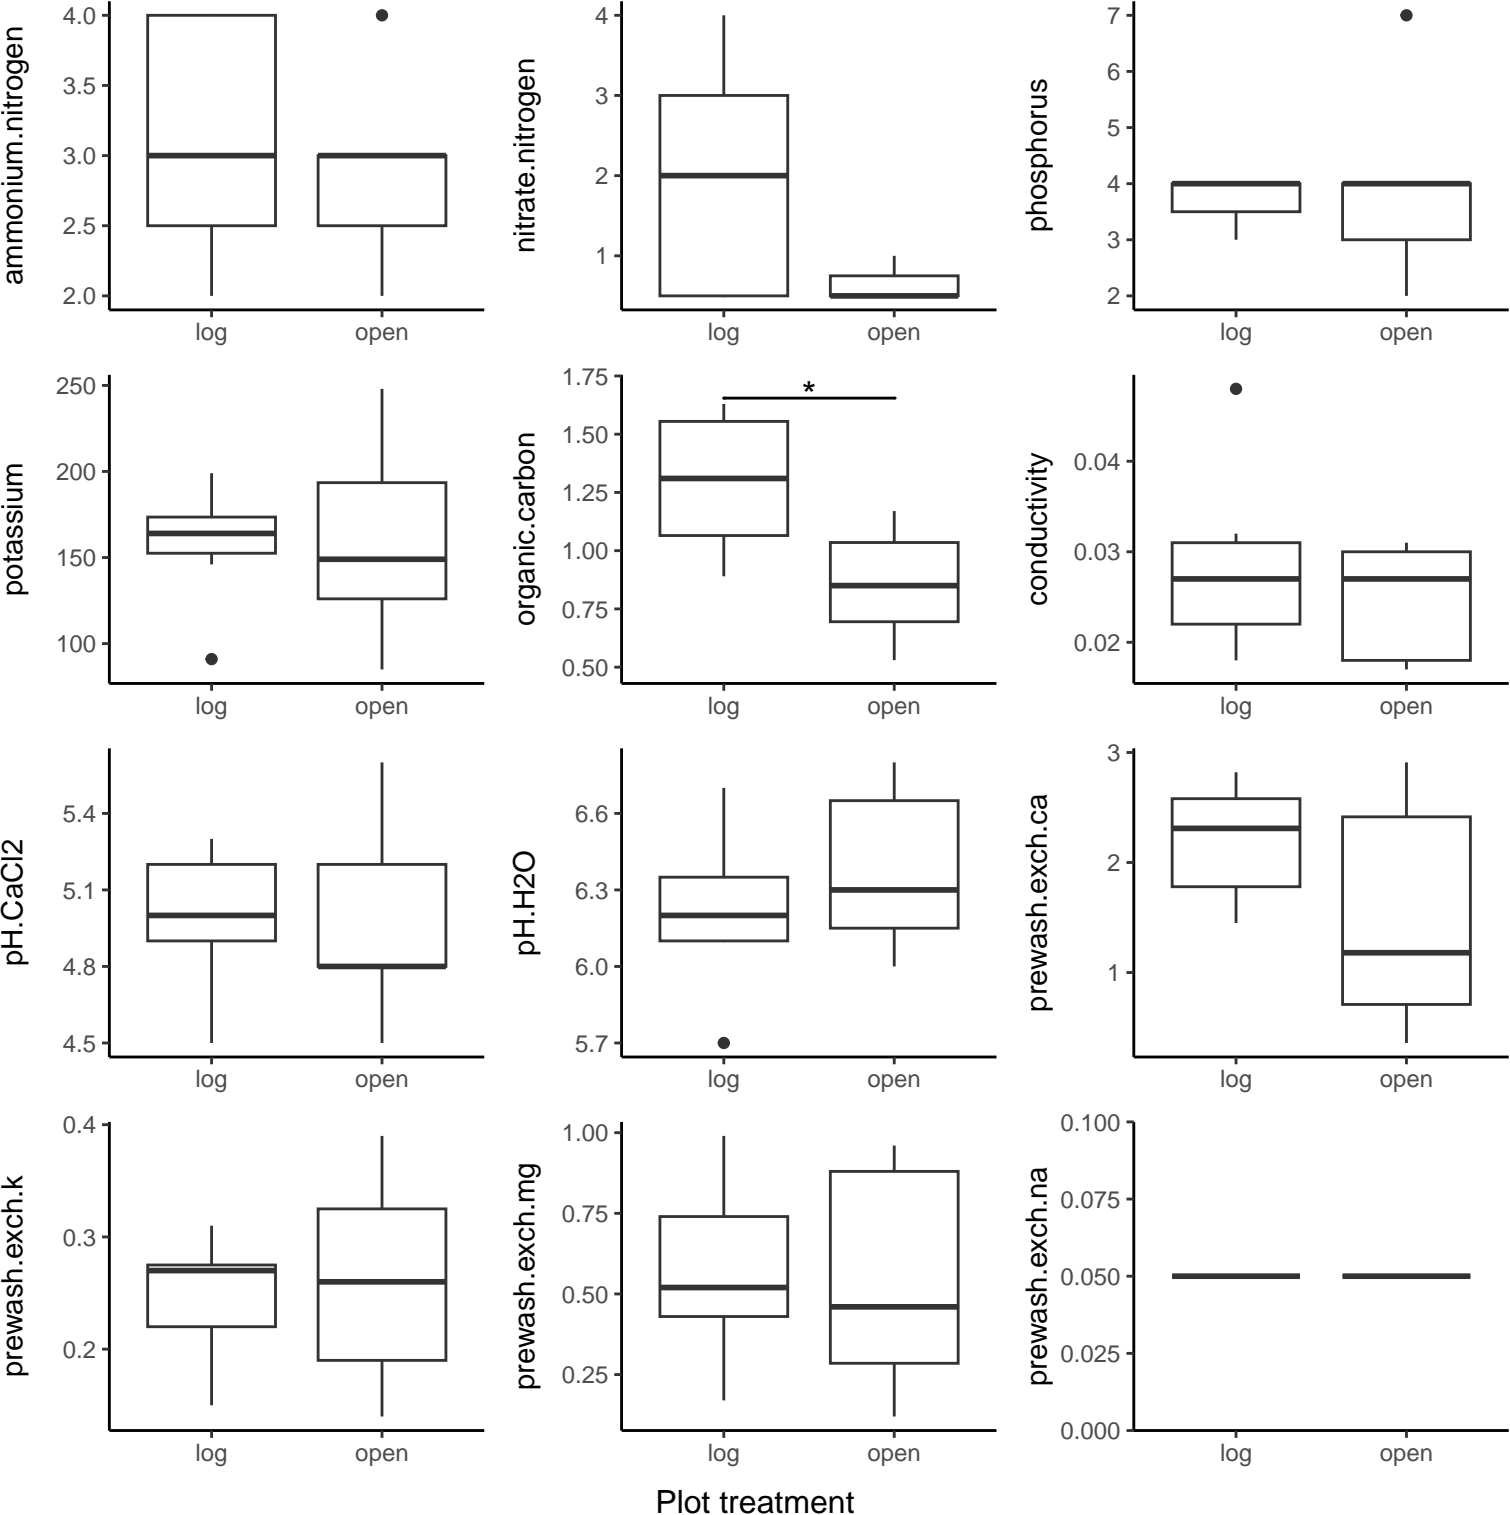 ammonium.nitrogen
4.0
3.5
3.0
2.5
2.0
log open
nitrate.nitrogen
4
3
2
1
log open
phosphorus
7
6
5
4
3
2
log open
potassium
250
200
150
100
log open
organic.carbon
1.75
1.50
1.25
1.00
0.75
0.50
*
log open
conductivity
0.04
0.03
0.02
log open
pH.CaCl2
5.4
5.1
4.8
4.5
log open
pH.H2O
6.6
6.3
6.0
5.7
log open
prewash.exch.ca
3
2
1
log open
prewash.exch.k
0.4
0.3
0.2
log open
prewash.exch.mg
1.00
0.75
0.50
0.25
log open
prewash.exch.na
0.100
0.075
0.050
0.025
0.000
log open
Plot treatment